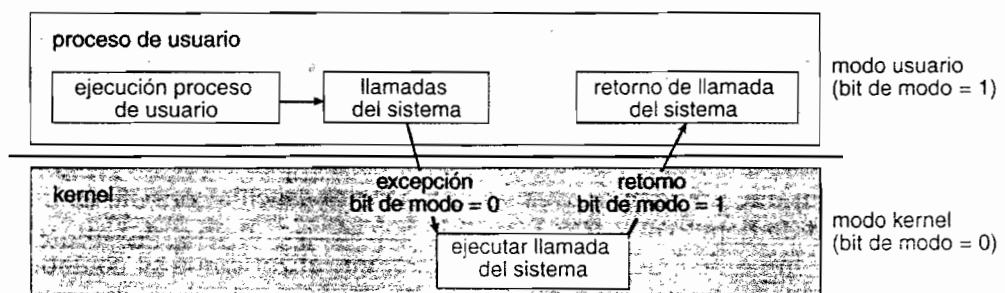 proceso de usuario
ejecución proceso
de usuario
llamadas
del sistema
retorno de llamada
del sistema
modo usuario
(bit de modo = 1)
kernel
excepción
bit de modo = 0
retorno
bit de modo = 1
ejecutar llamada
del sistema
modo kernel
(bit de modo = 0)